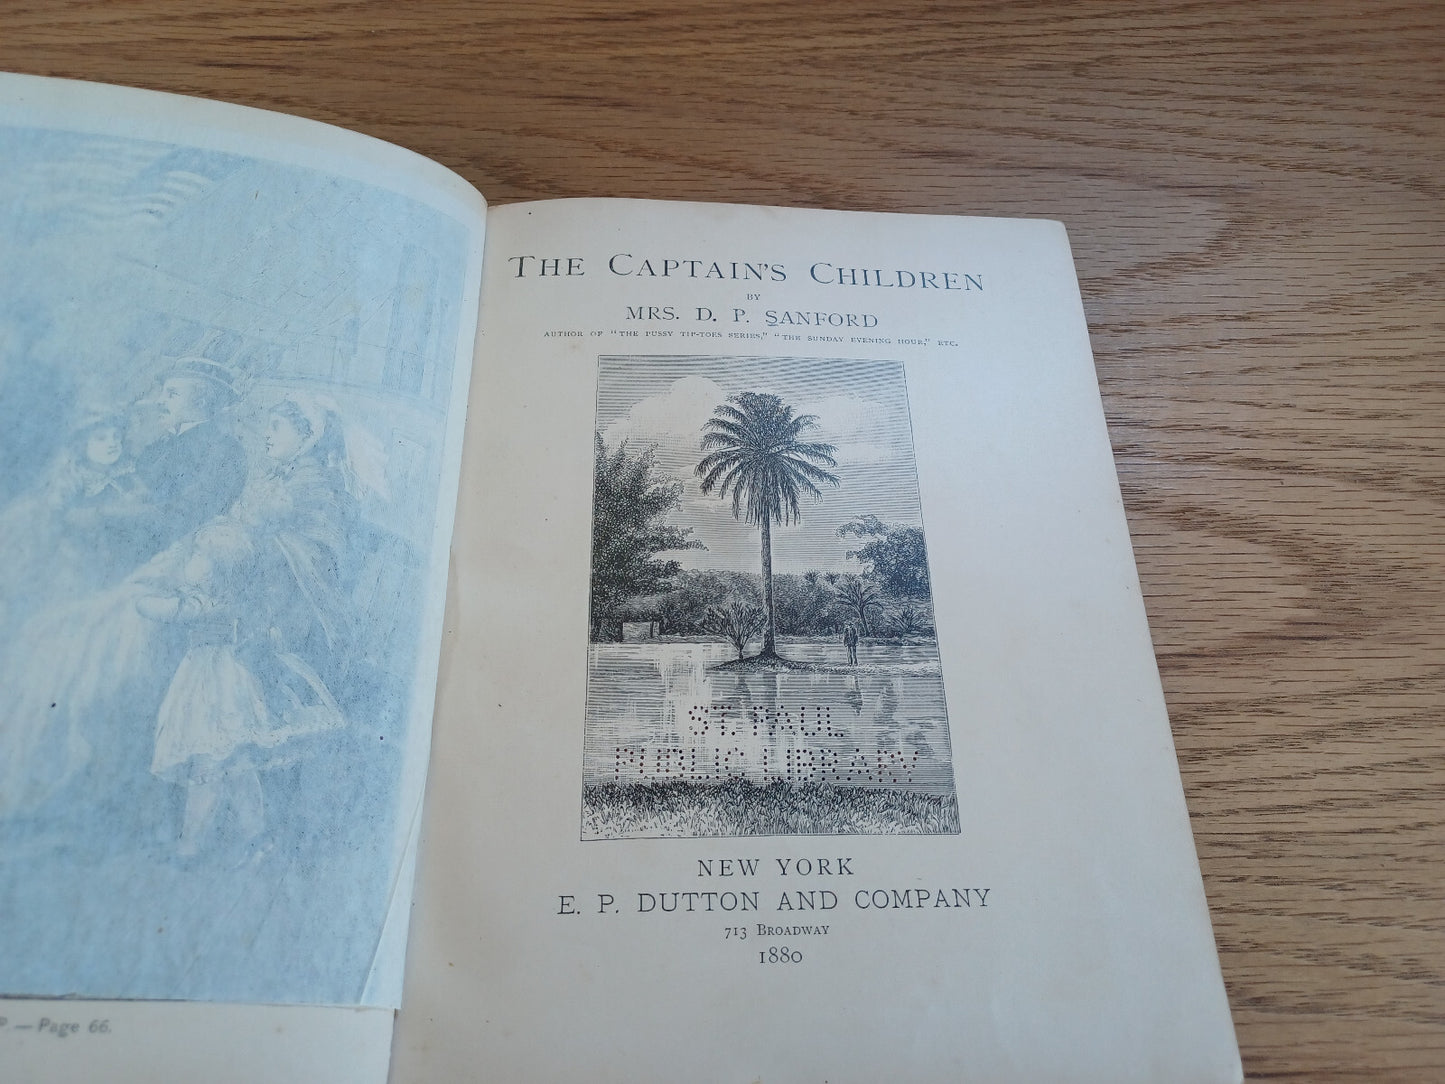 THE CAPTAIN'S CHILDREN
BY
MRS. D. P. SANFORD
AUTHOR OF "THE PUSSY TIP-TOES SERIES," "THE SUNDAY EVENING HOUR," ETC.
ST. PAUL
PUBLIC LIBRARY
NEW YORK
E. P. DUTTON AND COMPANY
713 BROADWAY
1880
P. — Page 66.